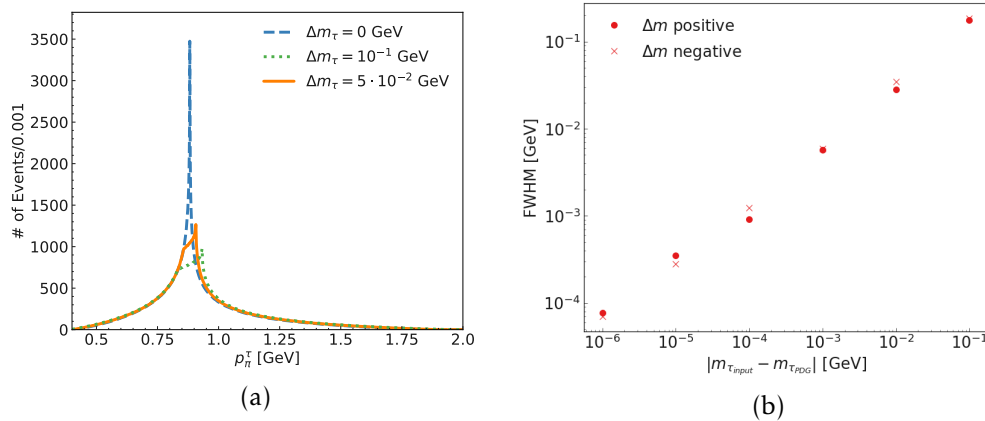 3500
3000
2500
2000
1500
1000
500
0
# of Events/0.001
Δm_τ = 0 GeV
Δm_τ = 10⁻¹ GeV
Δm_τ = 5 · 10⁻² GeV
0.5 0.75 1.0 1.25 1.5 1.75 2.0
p_π^τ [GeV]
(a)
10⁻¹
10⁻²
10⁻³
10⁻⁴
FWHM [GeV]
Δm positive
Δm negative
10⁻⁶ 10⁻⁵ 10⁻⁴ 10⁻³ 10⁻² 10⁻¹
|m_τ_input − m_τ_PDG|
(b)